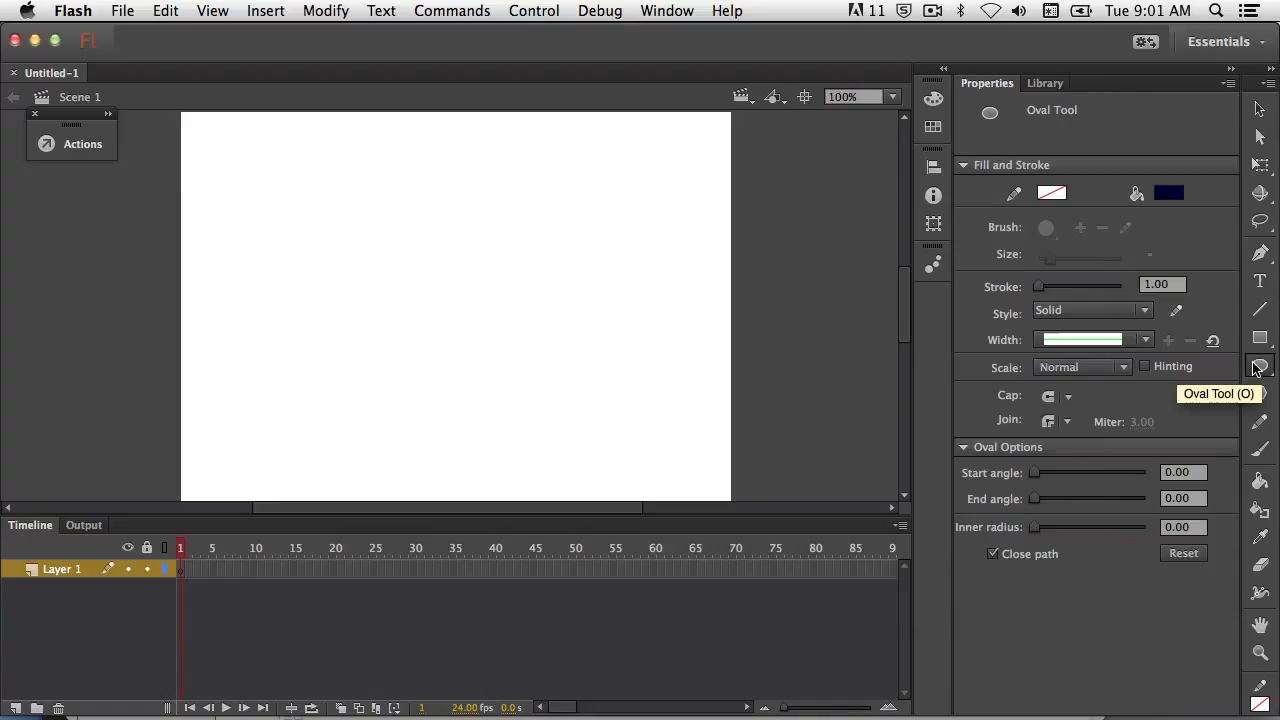 Flash File Edit View Insert Modify Text Commands Control Debug Window Help 11 Tue 9:01 AM
Fl Essentials
Untitled-1
Scene 1 100%
Actions
Properties Library
Oval Tool
Fill and Stroke
Brush:
Size: -
Stroke: 1.00
Style: Solid
Width:
Scale: Normal Hinting
Oval Tool (O)
Cap:
Join: Miter: 3.00
Oval Options
Start angle: 0.00
End angle: 0.00
Inner radius: 0.00
Close path Reset
Timeline Output
1 5 10 15 20 25 30 35 40 45 50 55 60 65 70 75 80 85 9
Layer 1
1 24.00 fps 0.0 s